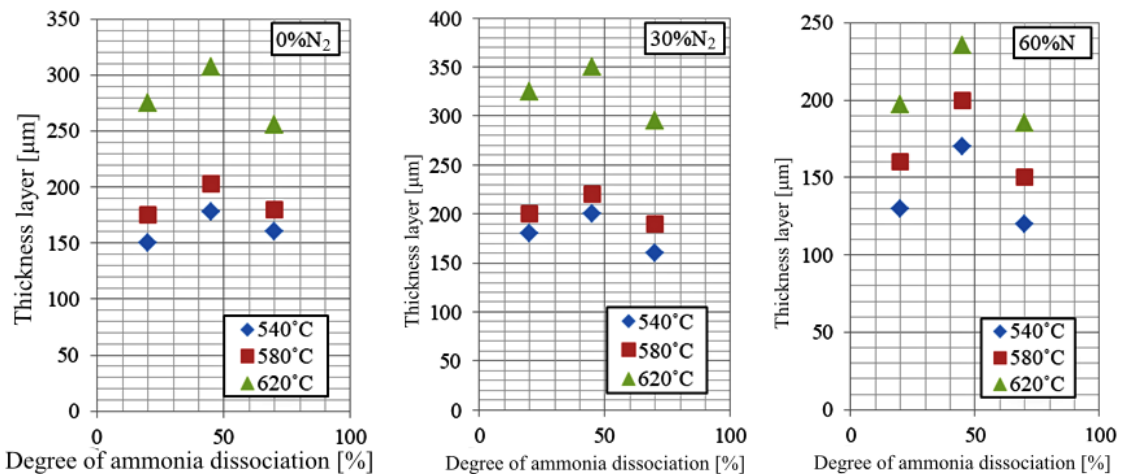 0%N₂
350
300
250
200
150
100
50
0
0
50
100
Thickness layer [µm]
540˚C
580˚C
620˚C
Degree of ammonia dissociation [%]
30%N₂
400
350
300
250
200
150
100
50
0
0
50
100
Thickness layer [µm]
540˚C
580˚C
620˚C
Degree of ammonia dissociation [%]
60%N
250
200
150
100
50
0
0
50
100
Thickness layer [µm]
540˚C
580˚C
620˚C
Degree of ammonia dissociation [%]